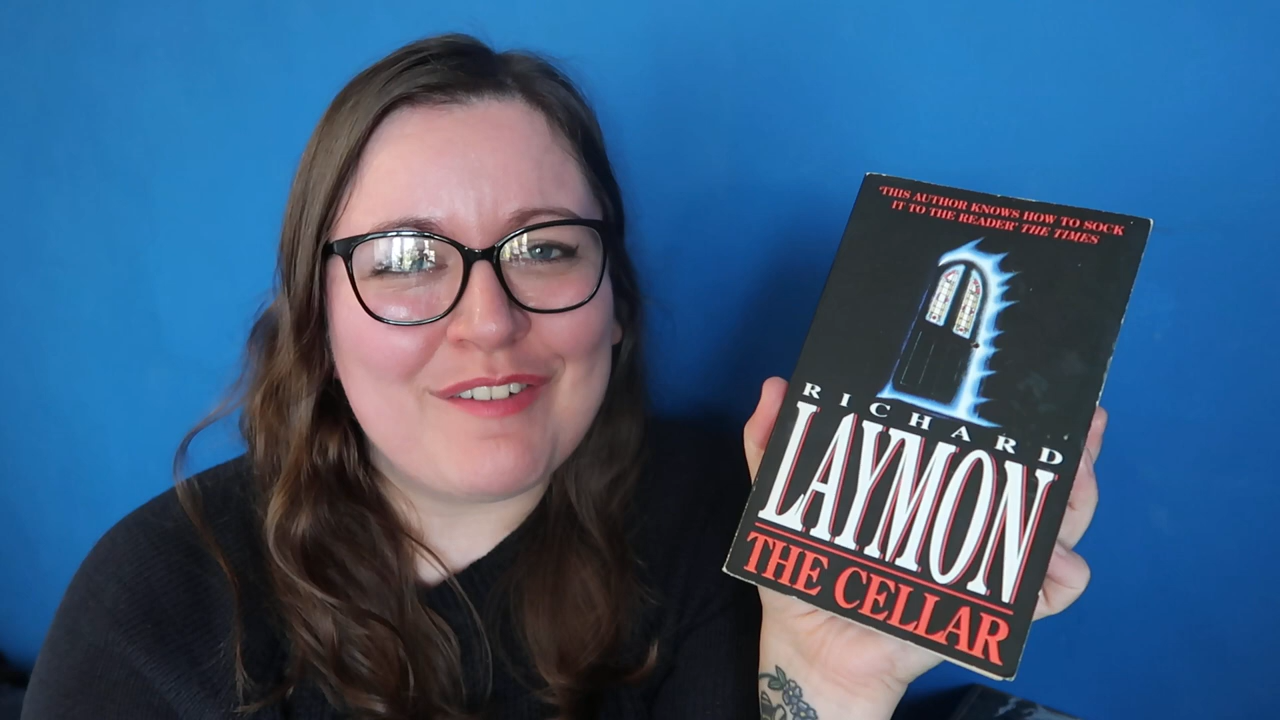 'THIS AUTHOR KNOWS HOW TO SOCK
IT TO THE READER' THE TIMES
RICHARD
LAYMON
THE CELLAR